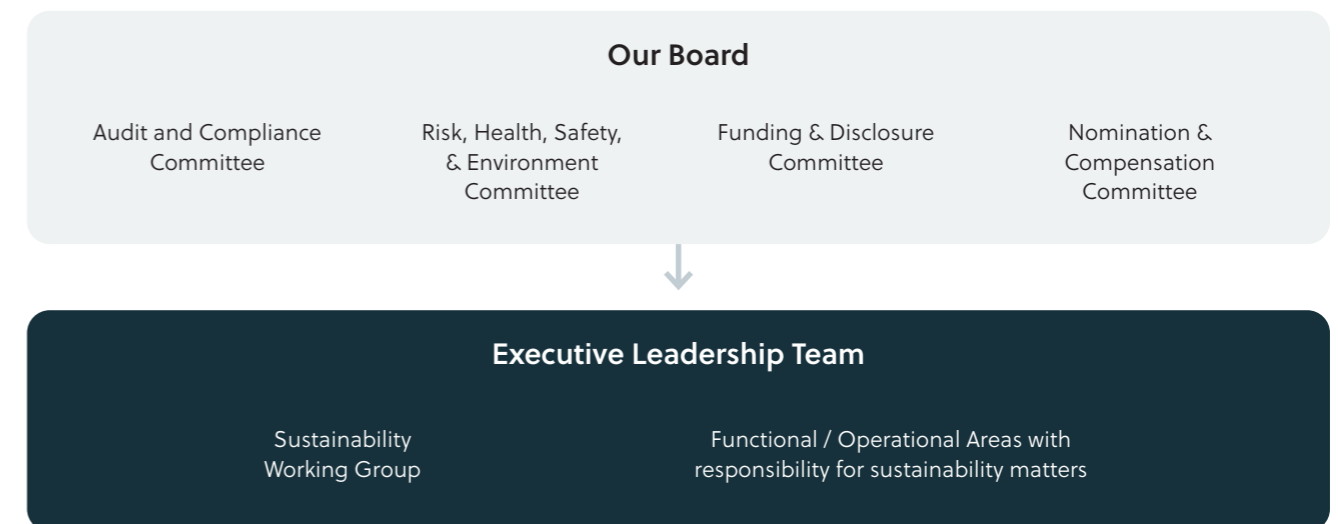 Our Board
Audit and Compliance
Committee
Risk, Health, Safety,
& Environment
Committee
Funding & Disclosure
Committee
Nomination &
Compensation
Committee
Executive Leadership Team
Sustainability
Working Group
Functional / Operational Areas with
responsibility for sustainability matters